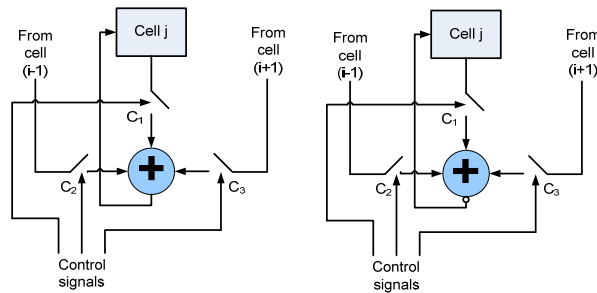 Cell j
From
cell
(i-1)
From
cell
(i+1)
C1
C2
C3
Control
signals
Cell j
From
cell
(i-1)
From
cell
(i+1)
C1
C2
C3
Control
signals